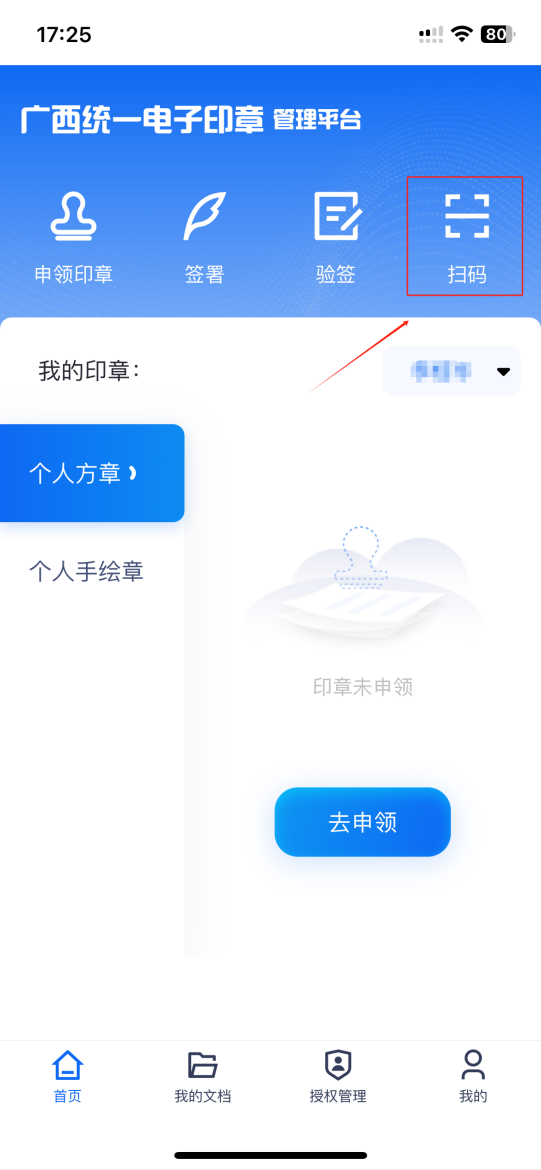 17:25
80
广西统一电子印章 管理平台
申领印章 签署 验签 扫码
我的印章：
个人方章
个人手绘章
印章未申领
去申领
首页 我的文档 授权管理 我的